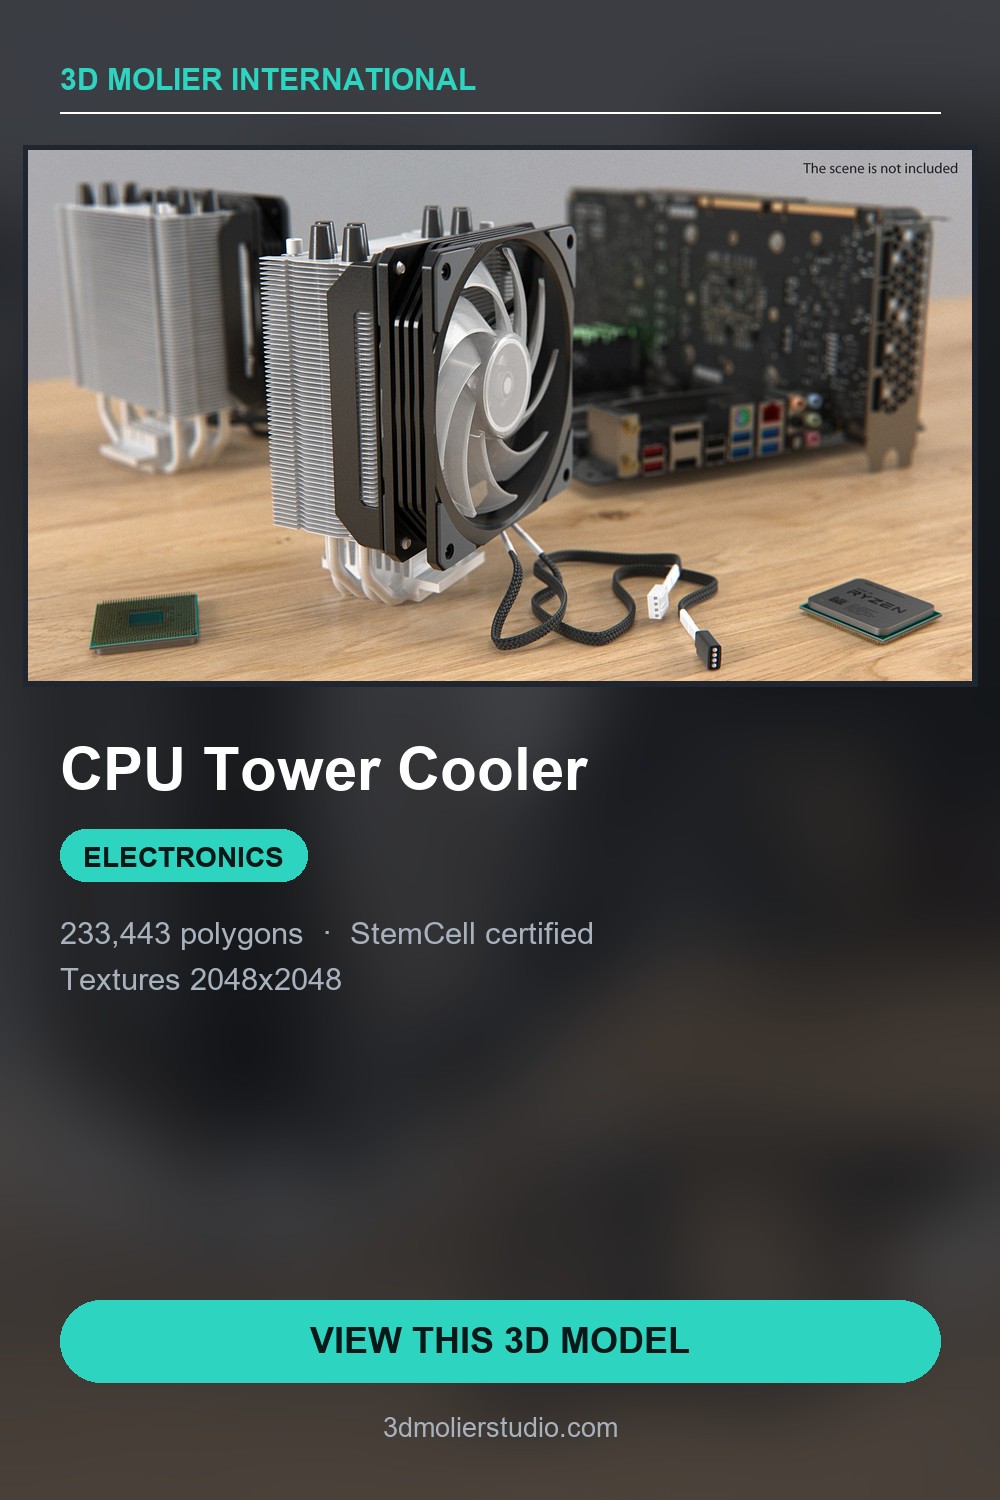 3D MOLIER INTERNATIONAL
The scene is not included
RYZEN
CPU Tower Cooler
ELECTRONICS
233,443 polygons · StemCell certified
Textures 2048x2048
VIEW THIS 3D MODEL
3dmolierstudio.com